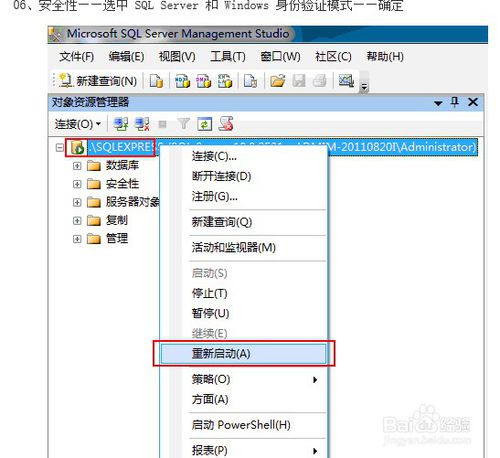 06、安全性——选中 SQL Server 和 Windows 身份验证模式——确定
Microsoft SQL Server Management Studio
文件(F) 编辑(E) 视图(V) 工具(T) 窗口(W) 社区(C) 帮助(H)
新建查询(N)
对象资源管理器
连接(O)
.\SQLEXPRESS (SQL Server 10.0.2531 - ADMIM-20110820I\Administrator)
连接(C)...
数据库
断开连接(D)
安全性
注册(G)...
服务器对象
新建查询(Q)
复制
管理
活动和监视器(M)
启动(S)
停止(T)
暂停(U)
继续(E)
重新启动(A)
策略(O)
方面(A)
启动 PowerShell(H)
报表(P)
Baidu 经验
jingyan.baidu.com